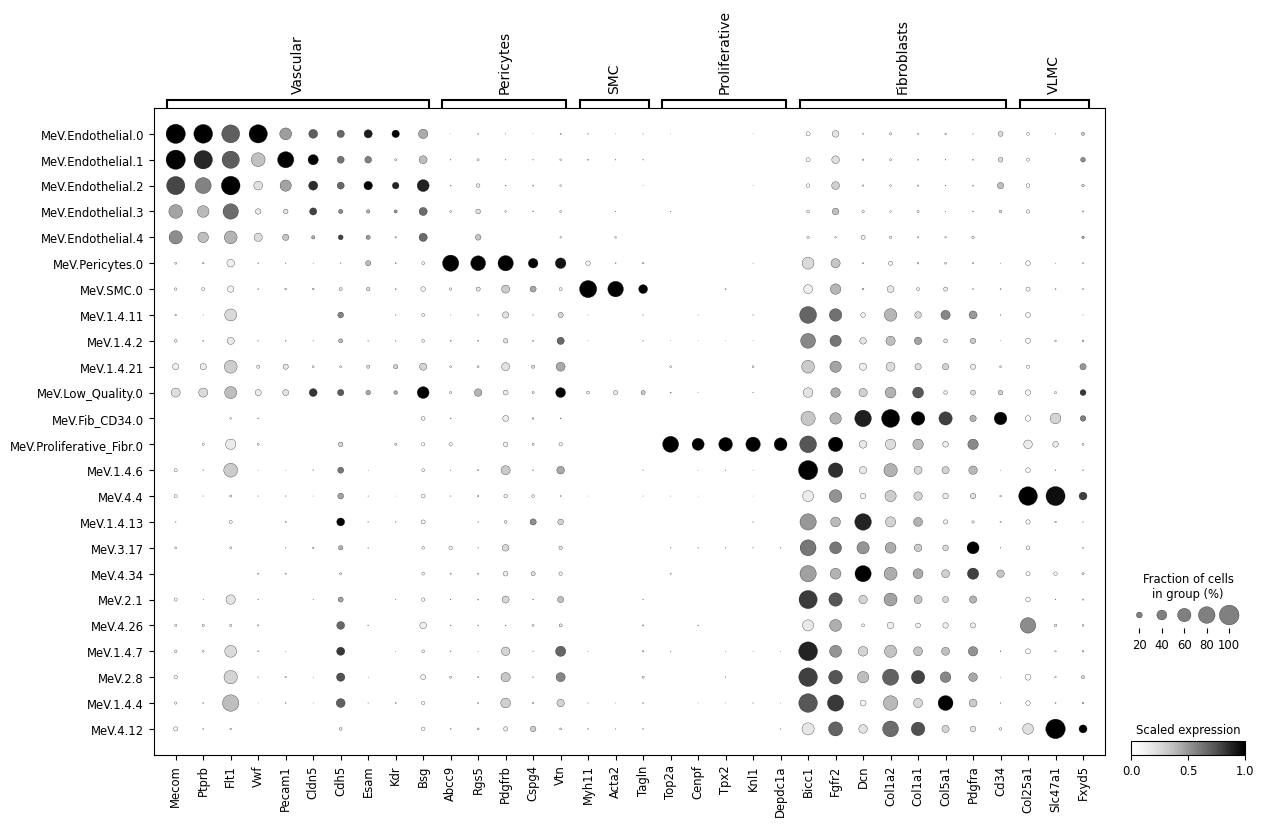 Vascular
Pericytes
SMC
Proliferative
Fibroblasts
VLMC
MeV.Endothelial.0
MeV.Endothelial.1
MeV.Endothelial.2
MeV.Endothelial.3
MeV.Endothelial.4
MeV.Pericytes.0
MeV.SMC.0
MeV.1.4.11
MeV.1.4.2
MeV.1.4.21
MeV.Low_Quality.0
MeV.Fib_CD34.0
MeV.Proliferative_Fibr.0
MeV.1.4.6
MeV.4.4
MeV.1.4.13
MeV.3.17
MeV.4.34
MeV.2.1
MeV.4.26
MeV.1.4.7
MeV.2.8
MeV.1.4.4
MeV.4.12
Mecom
Ptprb
Flt1
Vwf
Pecam1
Cldn5
Cdh5
Esam
Kdr
Bsg
Abcc9
Rgs5
Pdgfrb
Cspg4
Vtn
Myh11
Acta2
Tagln
Top2a
Cenpf
Tpx2
Knl1
Depdc1a
Bicc1
Fgfr2
Dcn
Col1a2
Col1a1
Col5a1
Pdgfra
Cd34
Col25a1
Slc47a1
Fxyd5
Fraction of cells
in group (%)
20 40 60 80 100
Scaled expression
0.0 0.5 1.0